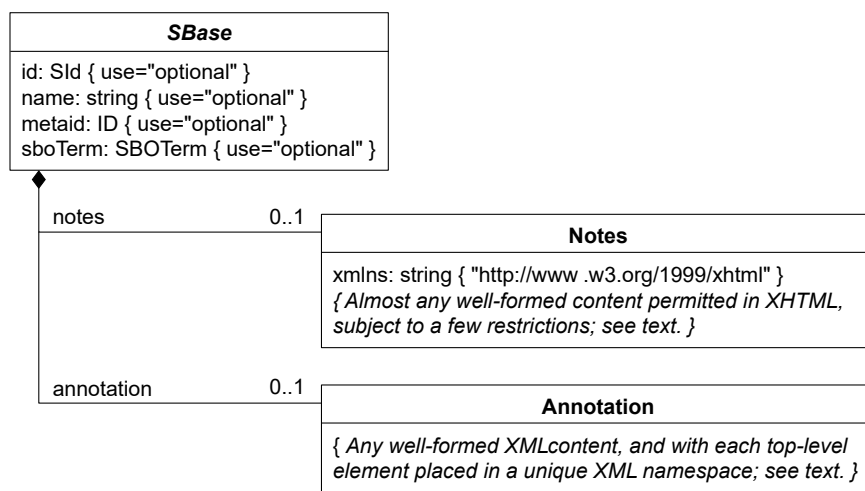 SBase
id: SId { use="optional" }
name: string { use="optional" }
metaid: ID { use="optional" }
sboTerm: SBOTerm { use="optional" }
notes
0..1
Notes
xmlns: string { "http://www .w3.org/1999/xhtml" }
{ Almost any well-formed content permitted in XHTML,
subject to a few restrictions; see text. }
annotation
0..1
Annotation
{ Any well-formed XMLcontent, and with each top-level
element placed in a unique XML namespace; see text. }